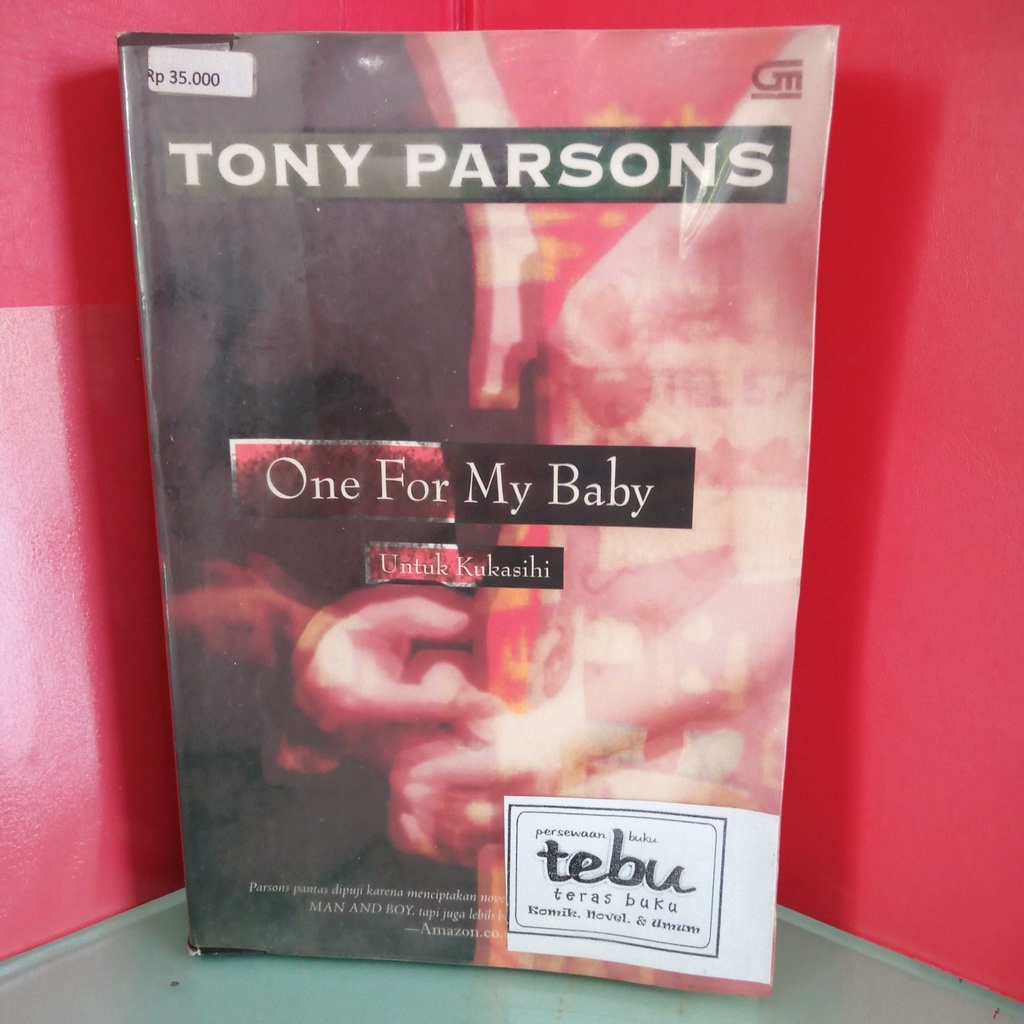 Rp 35.000
Gm
TONY PARSONS
One For My Baby
Untuk Kukasihi
Parsons pantas dipuji karena menciptakan
MAN AND BOY, tapi juga lebih
—Amazon.co.
persewaan buku
tebu
teras buku
Komik. Novel. & Umum